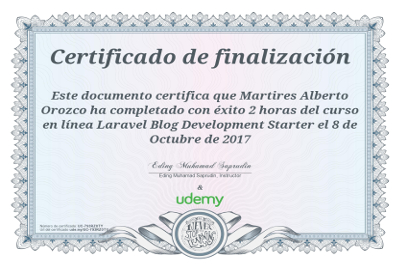 Certificado de finalización
Este documento certifica que Martires Alberto
Orozco ha completado con éxito 2 horas del curso
en línea Laravel Blog Development Starter el 8 de
Octubre de 2017
Eding Muhamad Saprudin
Eding Muhamad Saprudin, Instructor
&
udemy